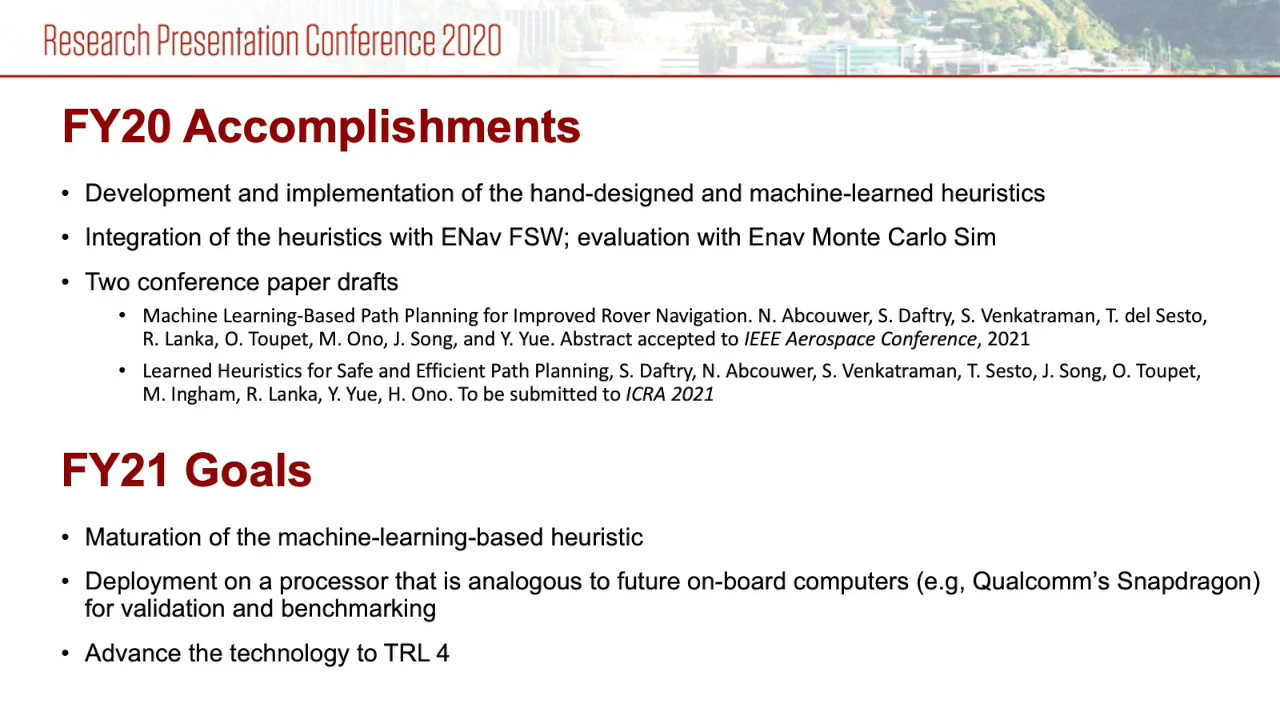 Research Presentation Conference 2020
FY20 Accomplishments
• Development and implementation of the hand-designed and machine-learned heuristics
• Integration of the heuristics with ENav FSW; evaluation with Enav Monte Carlo Sim
• Two conference paper drafts
• Machine Learning-Based Path Planning for Improved Rover Navigation. N. Abcouwer, S. Daftry, S. Venkatraman, T. del Sesto,
R. Lanka, O. Toupet, M. Ono, J. Song, and Y. Yue. Abstract accepted to IEEE Aerospace Conference, 2021
• Learned Heuristics for Safe and Efficient Path Planning, S. Daftry, N. Abcouwer, S. Venkatraman, T. Sesto, J. Song, O. Toupet,
M. Ingham, R. Lanka, Y. Yue, H. Ono. To be submitted to ICRA 2021
FY21 Goals
• Maturation of the machine-learning-based heuristic
• Deployment on a processor that is analogous to future on-board computers (e.g, Qualcomm’s Snapdragon)
for validation and benchmarking
• Advance the technology to TRL 4